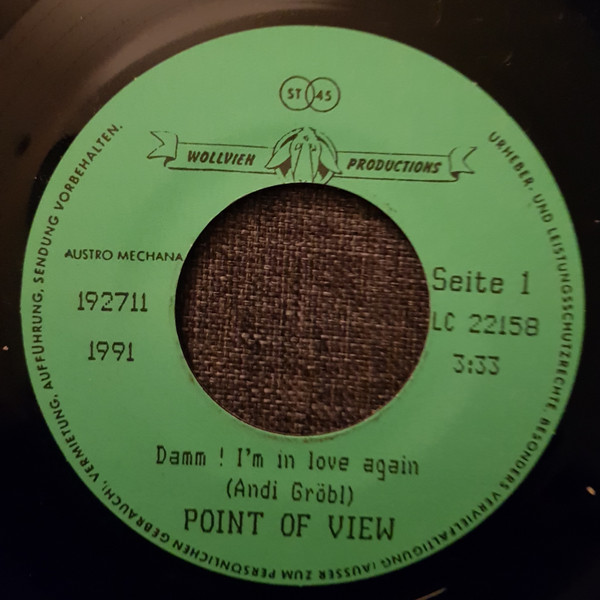 ST 45
WOLLVIEH PRODUCTIONS
AUSTRO MECHANA
192711
1991
Seite 1
LC 22158
3:33
Damm ! I'm in love again
(Andi Gröbl)
POINT OF VIEW
URHEBER- UND LEISTUNGSSCHUTZRECHTE, BESONDERS VERVIELFÄLTIGUNG (AUSSER ZUM PERSÖNLICHEN GEBRAUCH), VERMIETUNG, AUFFÜHRUNG, SENDUNG VORBEHALTEN.